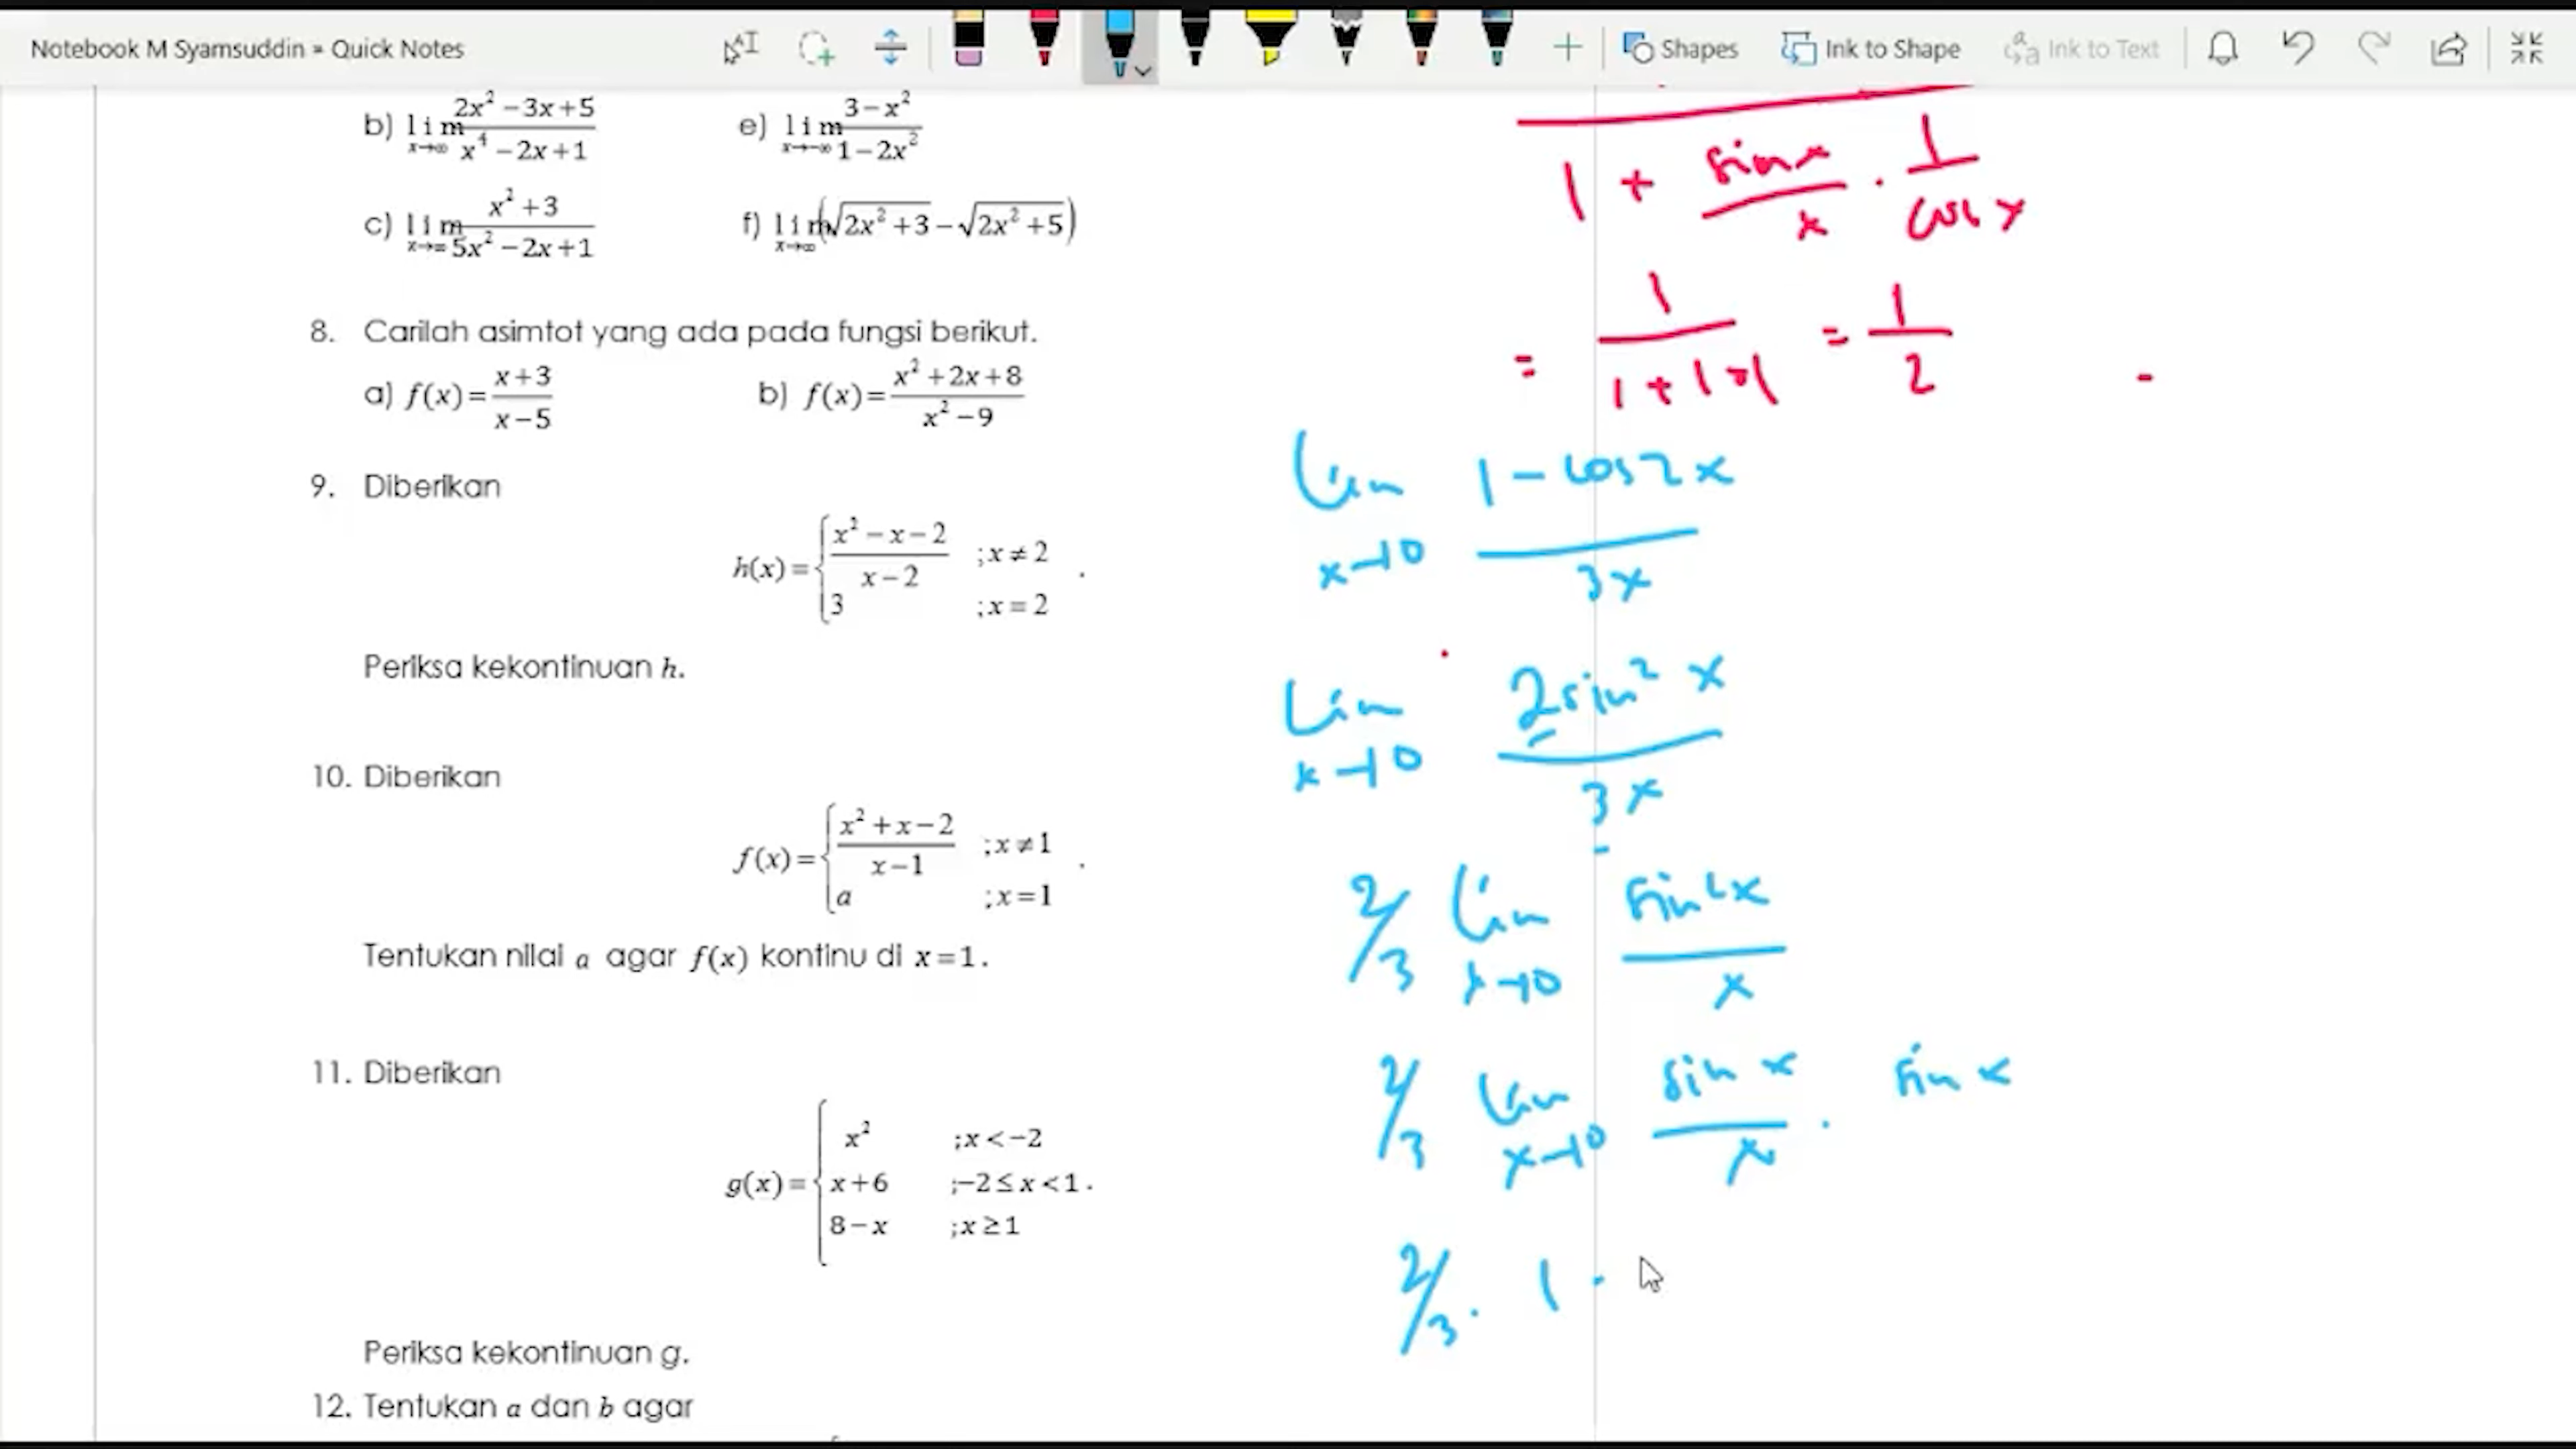 Notebook M Syamsuddin » Quick Notes
Shapes Ink to Shape Ink to Text
b) lim x→∞ (2x² − 3x + 5)/(x⁴ − 2x + 1)
e) lim x→−∞ (3 − x²)/(1 − 2x²)
c) lim x→∞ (x² + 3)/(5x² − 2x + 1)
f) lim x→∞ (√(2x² + 3) − √(2x² + 5))
8. Carilah asimtot yang ada pada fungsi berikut.
a) f(x) = (x + 3)/(x − 5)
b) f(x) = (x² + 2x + 8)/(x² − 9)
9. Diberikan
h(x) = { (x² − x − 2)/(x − 2) ; x ≠ 2
3 ; x = 2 .
Periksa kekontinuan h.
10. Diberikan
f(x) = { (x² + x − 2)/(x − 1) ; x ≠ 1
a ; x = 1 .
Tentukan nilai a agar f(x) kontinu di x = 1.
11. Diberikan
g(x) = { x² ; x < −2
x + 6 ; −2 ≤ x < 1 .
8 − x ; x ≥ 1
Periksa kekontinuan g.
12. Tentukan a dan b agar
1 + sin x / x · 1 / cos x
= 1 / (1 + 1·1) = 1/2
lim x→0 (1 − cos 2x) / 3x
lim x→0 2 sin² x / 3x
2/3 lim x→0 sin² x / x
2/3 lim x→0 sin x / x · sin x
2/3 · 1 ·